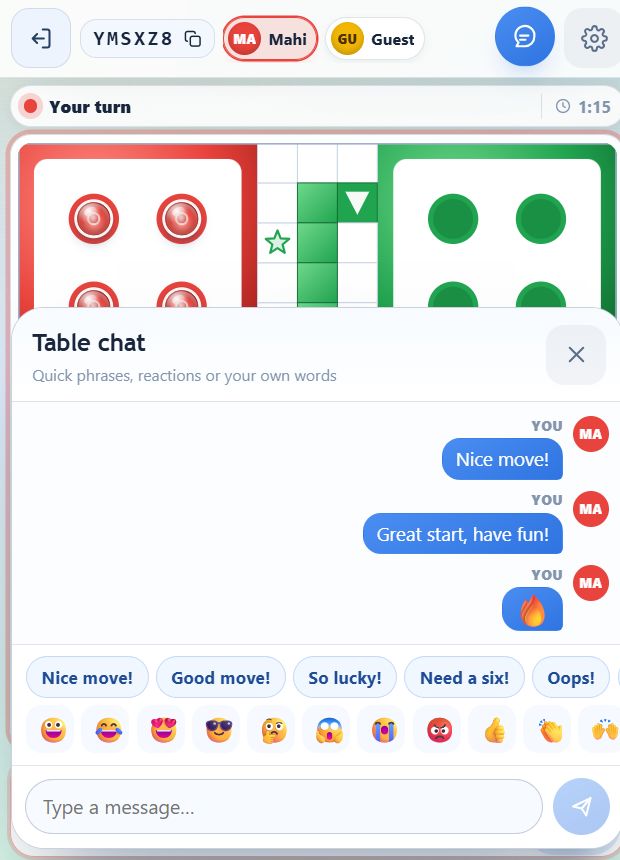 YMSXZ8
MA Mahi
GU Guest
Your turn
1:15
Table chat
Quick phrases, reactions or your own words
YOU
MA
Nice move!
YOU
MA
Great start, have fun!
YOU
MA
🔥
Nice move! Good move! So lucky! Need a six! Oops!
😀 😂 😍 😎 🤔 😱 😭 😡 👍 👏 🙌
Type a message...